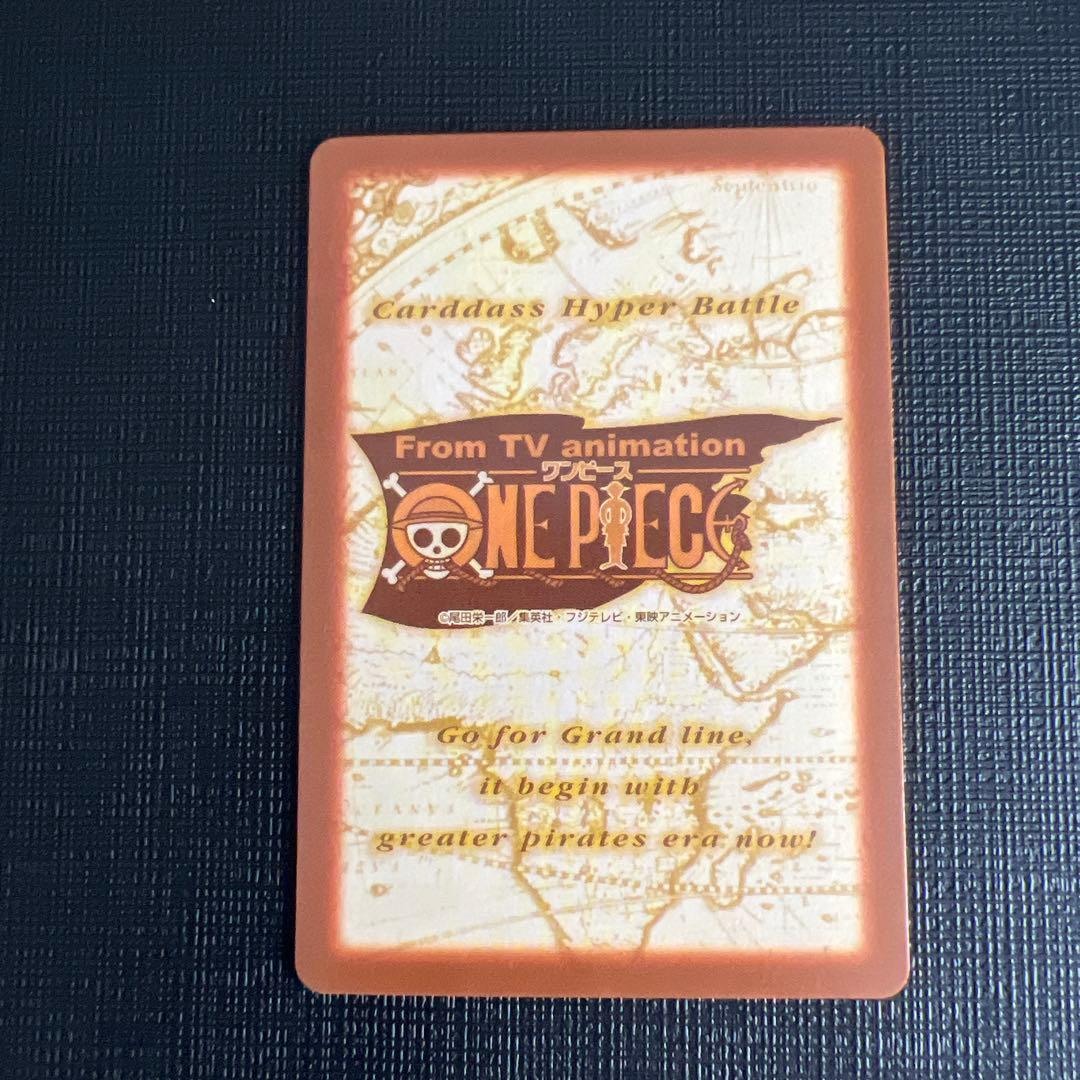 Septentrio
Carddass Hyper Battle
From TV animation
ワンピース
ONE PIECE
©尾田栄一郎／集英社・フジテレビ・東映アニメーション
Go for Grand line,
it begin with
greater pirates era now!